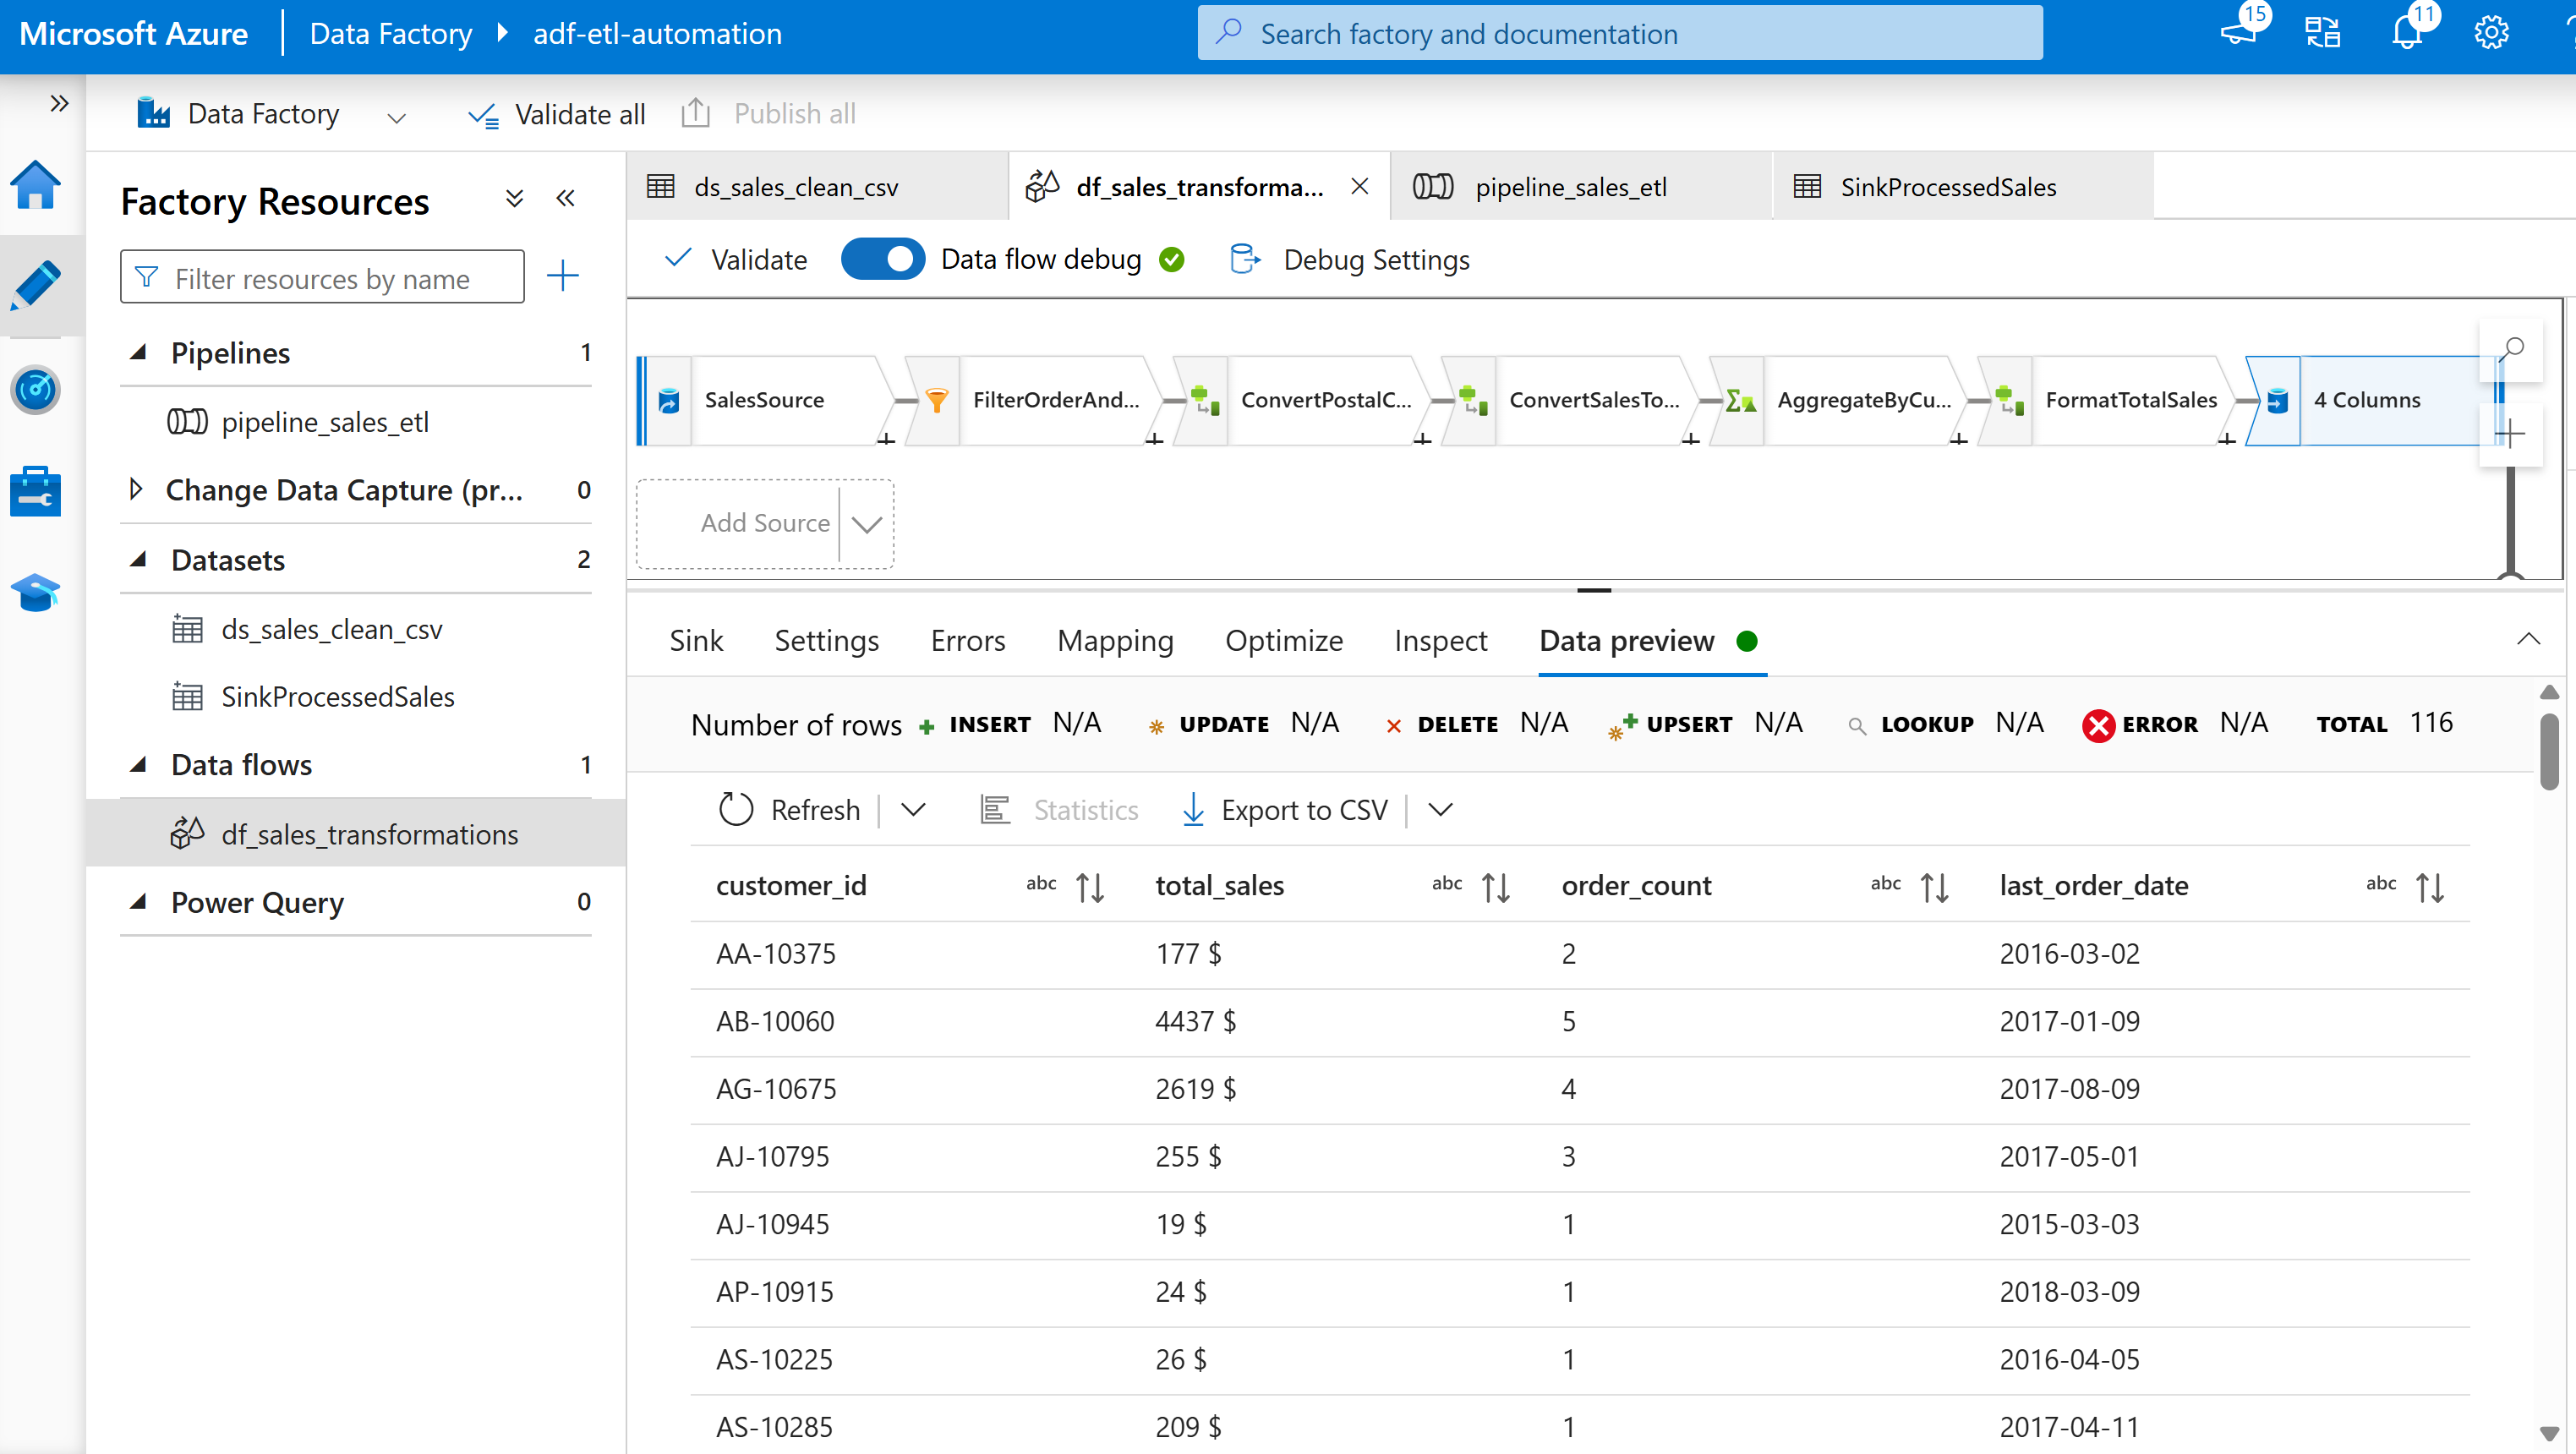 Microsoft Azure
Data Factory
adf-etl-automation
Search factory and documentation
15
11
Data Factory
Validate all
Publish all
Factory Resources
Filter resources by name
Pipelines 1
pipeline_sales_etl
Change Data Capture (pr... 0
Datasets 2
ds_sales_clean_csv
SinkProcessedSales
Data flows 1
df_sales_transformations
Power Query 0
ds_sales_clean_csv
df_sales_transforma...
pipeline_sales_etl
SinkProcessedSales
Validate
Data flow debug
Debug Settings
SalesSource
FilterOrderAnd...
ConvertPostalC...
ConvertSalesTo...
AggregateByCu...
FormatTotalSales
4 Columns
Add Source
Sink Settings Errors Mapping Optimize Inspect Data preview
Number of rows INSERT N/A UPDATE N/A DELETE N/A UPSERT N/A LOOKUP N/A ERROR N/A TOTAL 116
Refresh Statistics Export to CSV
customer_id abc total_sales abc order_count abc last_order_date abc
AA-10375 177 $ 2 2016-03-02
AB-10060 4437 $ 5 2017-01-09
AG-10675 2619 $ 4 2017-08-09
AJ-10795 255 $ 3 2017-05-01
AJ-10945 19 $ 1 2015-03-03
AP-10915 24 $ 1 2018-03-09
AS-10225 26 $ 1 2016-04-05
AS-10285 209 $ 1 2017-04-11